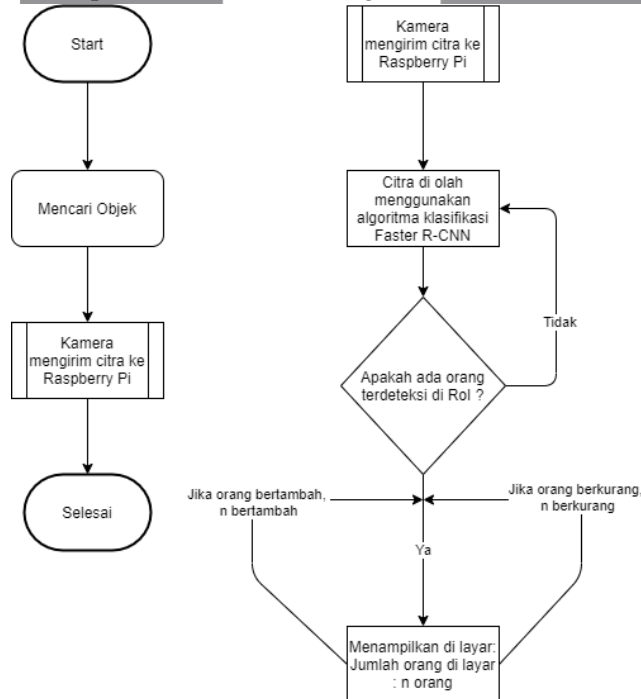 Start
Mencari Objek
Kamera
mengirim citra ke
Raspberry Pi
Selesai
Kamera
mengirim citra ke
Raspberry Pi
Citra di olah
menggunakan
algoritma klasifikasi
Faster R-CNN
Tidak
Apakah ada orang
terdeteksi di RoI ?
Jika orang bertambah,
n bertambah
Jika orang berkurang,
n berkurang
Ya
Menampilkan di layar:
Jumlah orang di layar
: n orang